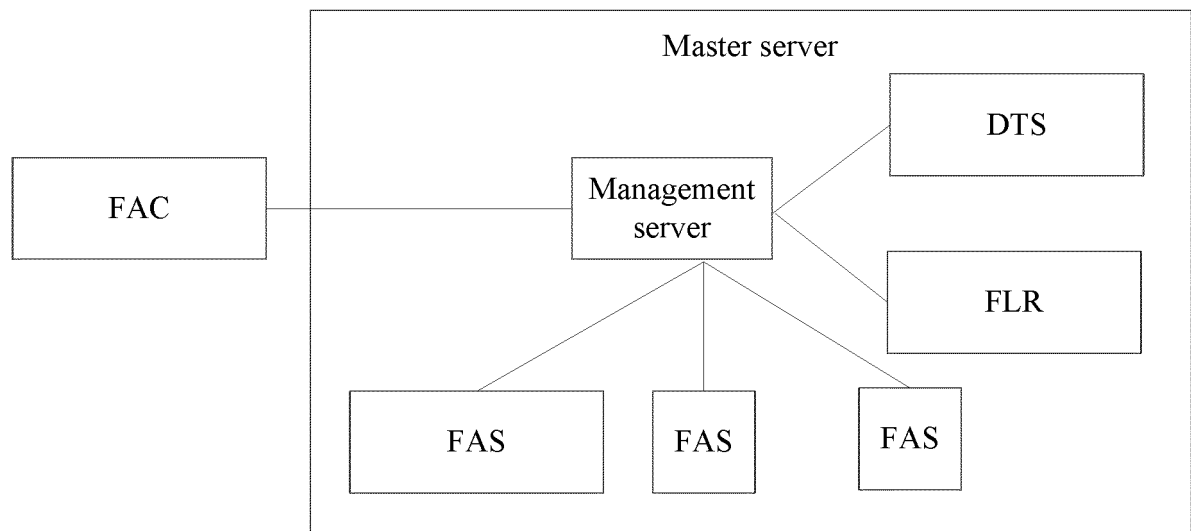 Master server
DTS
FAC
Management
server
FLR
FAS
FAS
FAS